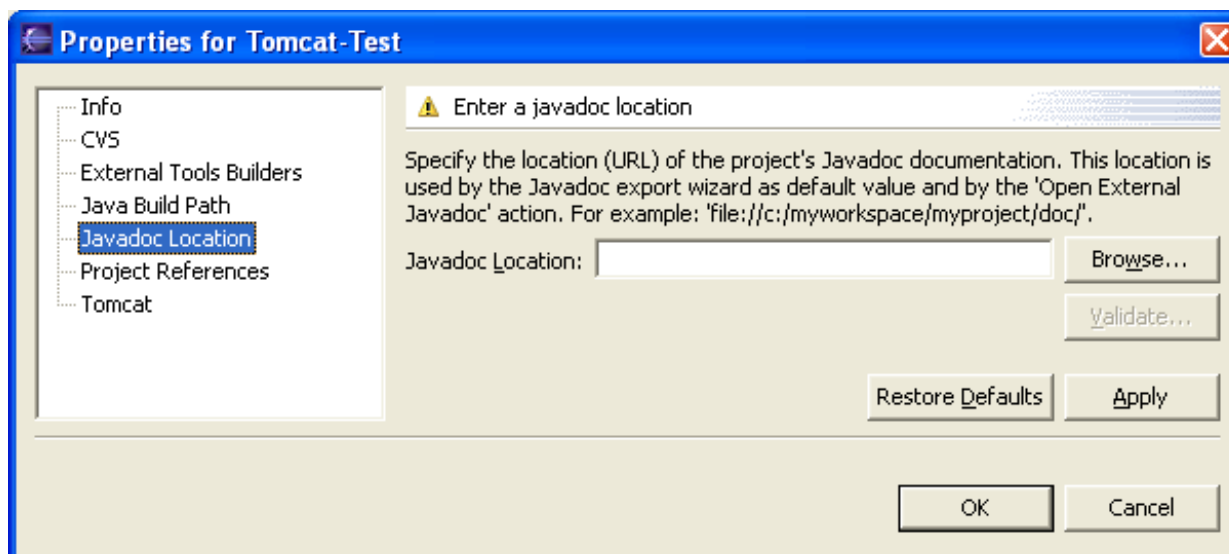 Properties for Tomcat-Test
Info
CVS
External Tools Builders
Java Build Path
Javadoc Location
Project References
Tomcat
Enter a javadoc location
Specify the location (URL) of the project's Javadoc documentation. This location is
used by the Javadoc export wizard as default value and by the 'Open External
Javadoc' action. For example: 'file://c:/myworkspace/myproject/doc/''.
Javadoc Location:
Browse...
Validate...
Restore Defaults
Apply
OK
Cancel